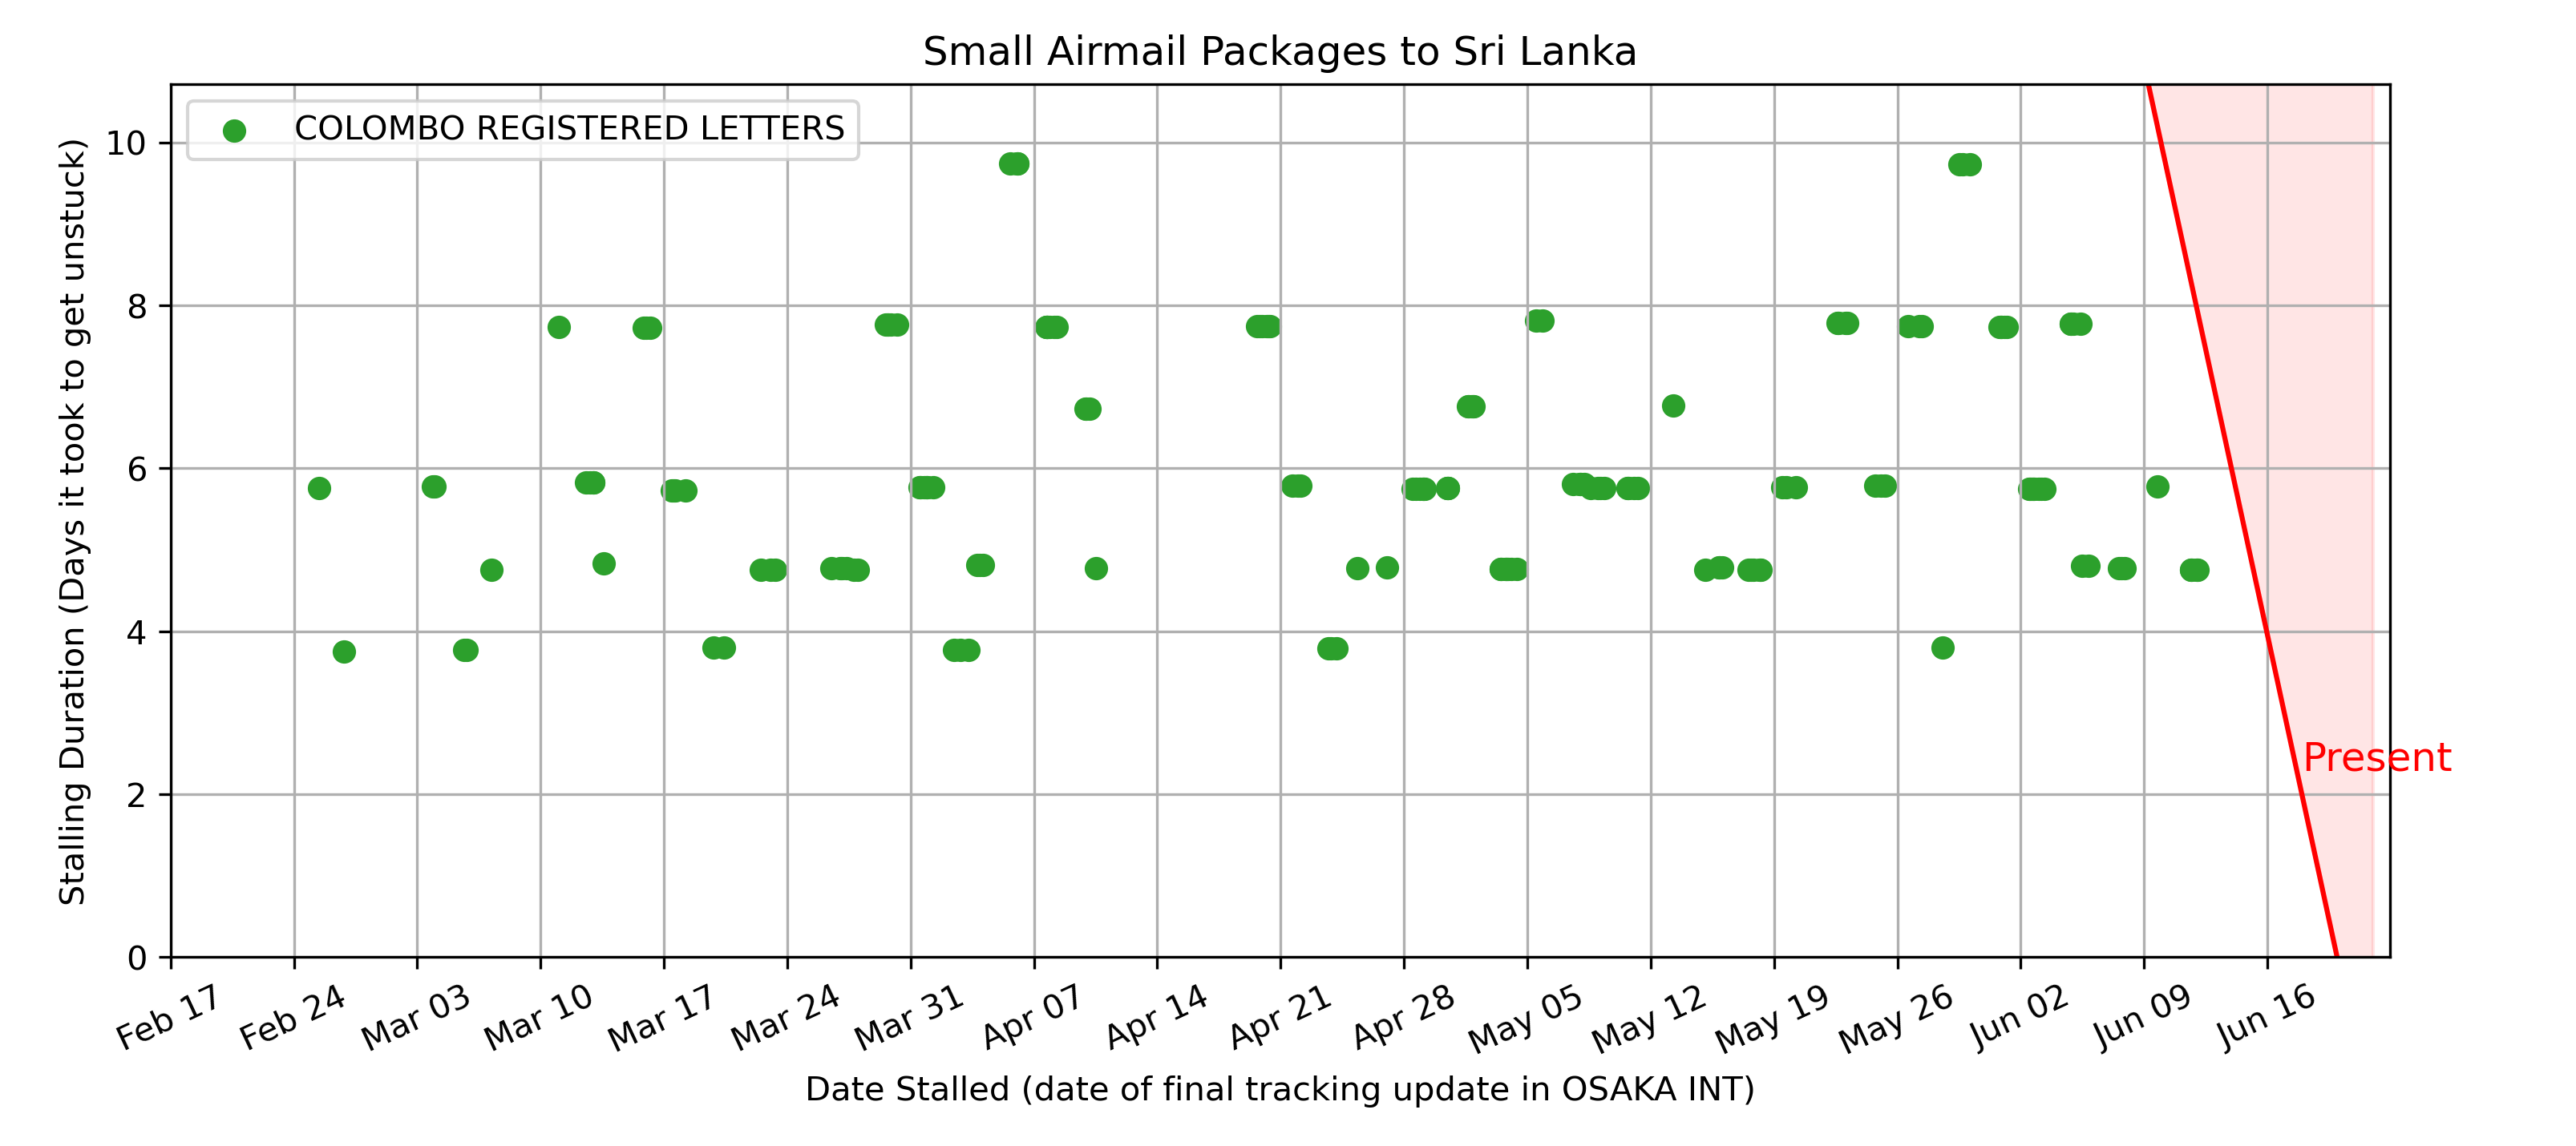 Small Airmail Packages to Sri Lanka
COLOMBO REGISTERED LETTERS
Stalling Duration (Days it took to get unstuck)
10
8
6
4
2
0
Present
Feb 17
Feb 24
Mar 03
Mar 10
Mar 17
Mar 24
Mar 31
Apr 07
Apr 14
Apr 21
Apr 28
May 05
May 12
May 19
May 26
Jun 02
Jun 09
Jun 16
Date Stalled (date of final tracking update in OSAKA INT)